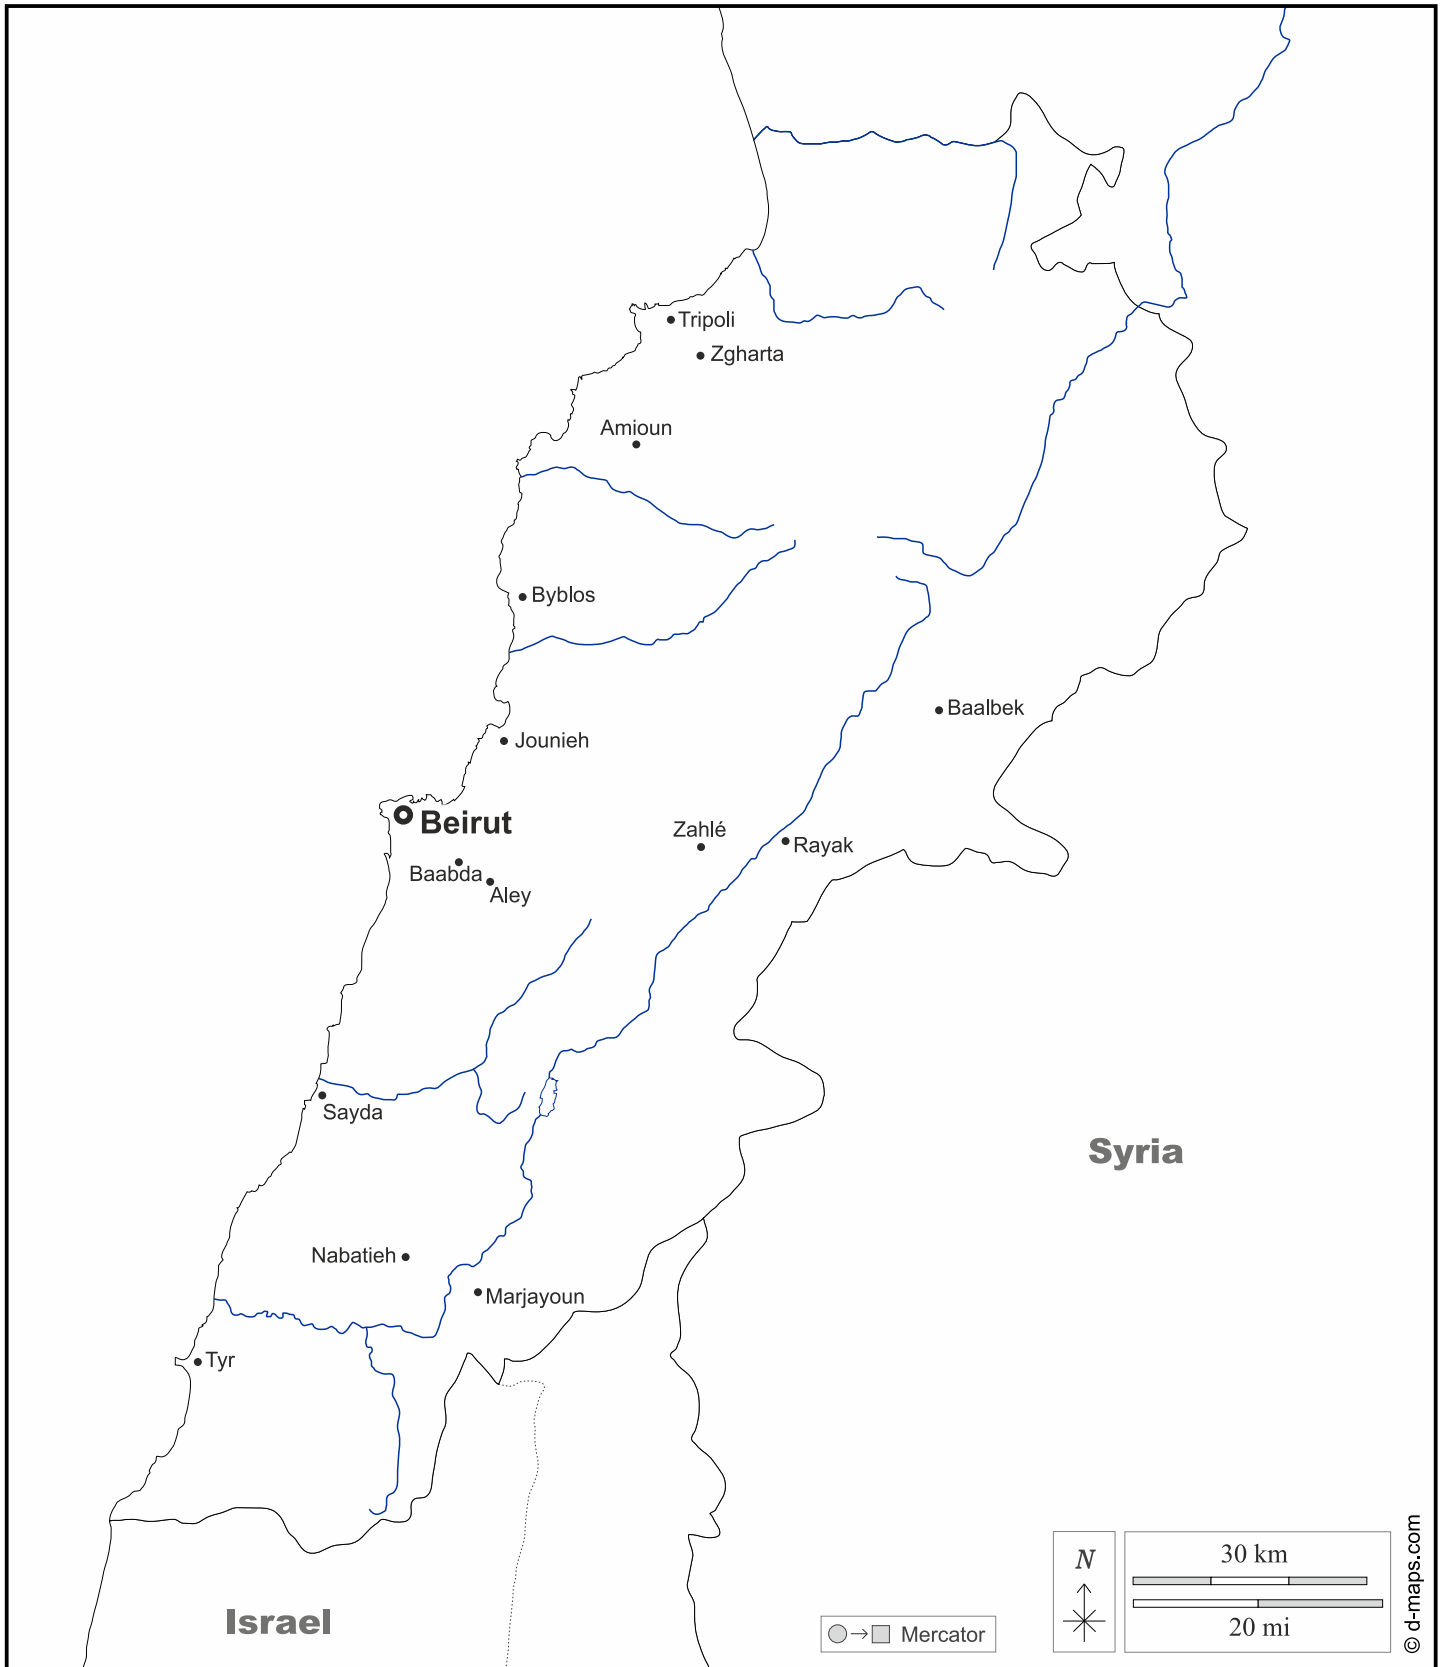 Tripoli
Zgharta
Amioun
Byblos
Baalbek
Jounieh
Beirut
Zahlé
Rayak
Baabda
Aley
Sayda
Syria
Nabatieh
Marjayoun
Tyr
Israel
Mercator
N
30 km
20 mi
© d-maps.com